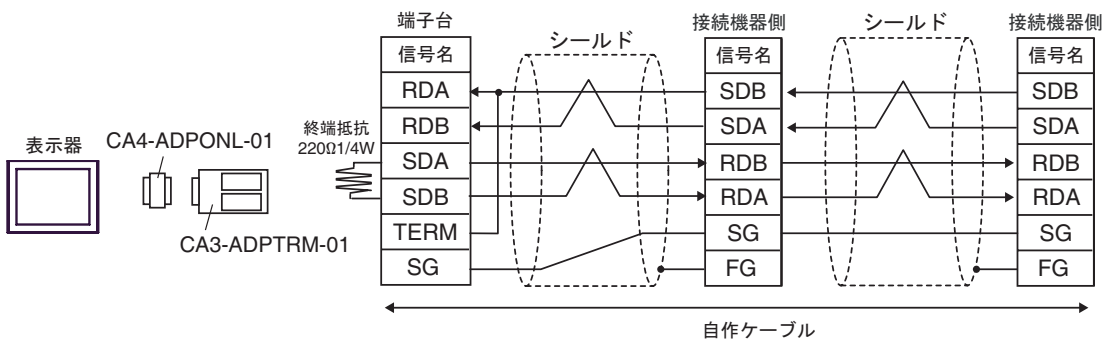 表示器
CA4-ADPONL-01
CA3-ADPTRM-01
終端抵抗
220Ω1/4W
端子台
信号名
RDA
RDB
SDA
SDB
TERM
SG
シールド
接続機器側
信号名
SDB
SDA
RDB
RDA
SG
FG
シールド
接続機器側
信号名
SDB
SDA
RDB
RDA
SG
FG
自作ケーブル